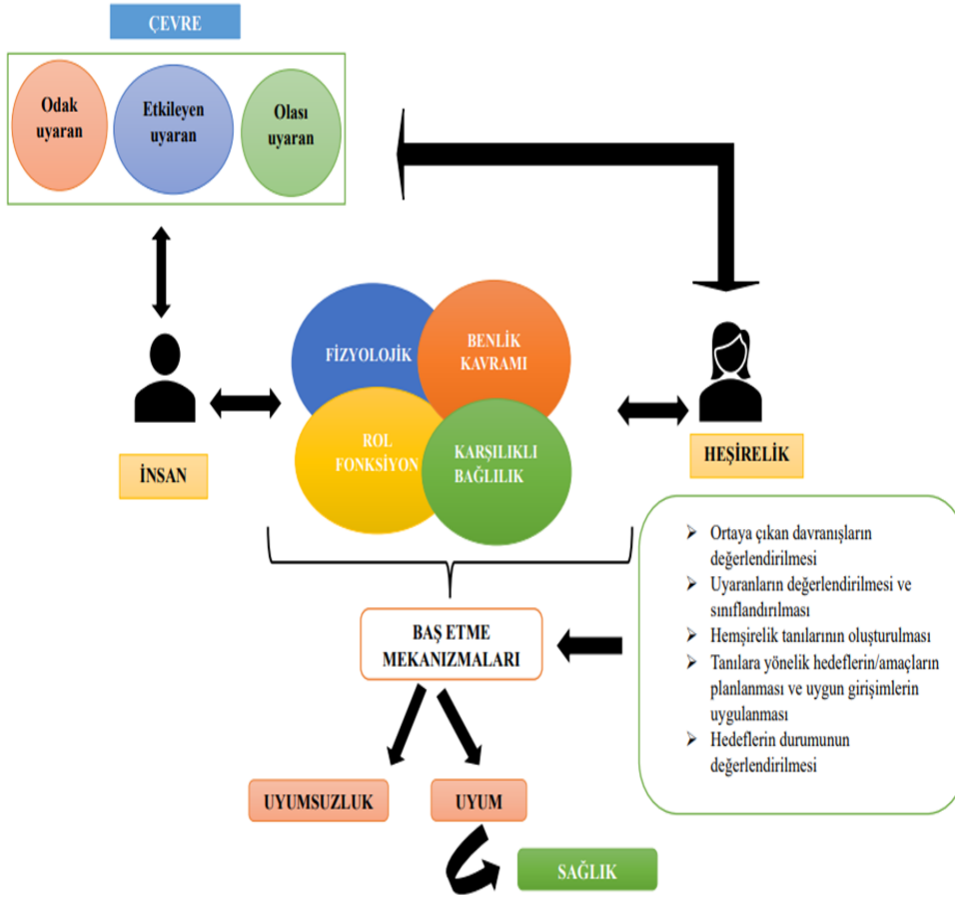 ÇEVRE
Odak
uyaran
Etkileyen
uyaran
Olası
uyaran
FİZYOLOJİK
BENLİK
KAVRAMI
ROL
FONKSİYON
KARŞILIKLI
BAĞLILIK
İNSAN
HEŞİRELİK
➢ Ortaya çıkan davranışların
değerlendirilmesi
➢ Uyaranların değerlendirilmesi ve
sınıflandırılması
➢ Hemşirelik tanılarının oluşturulması
➢ Tanılara yönelik hedeflerin/amaçların
planlanması ve uygun girişimlerin
uygulanması
➢ Hedeflerin durumunun
değerlendirilmesi
BAŞ ETME
MEKANİZMALARI
UYUMSUZLUK
UYUM
SAĞLIK